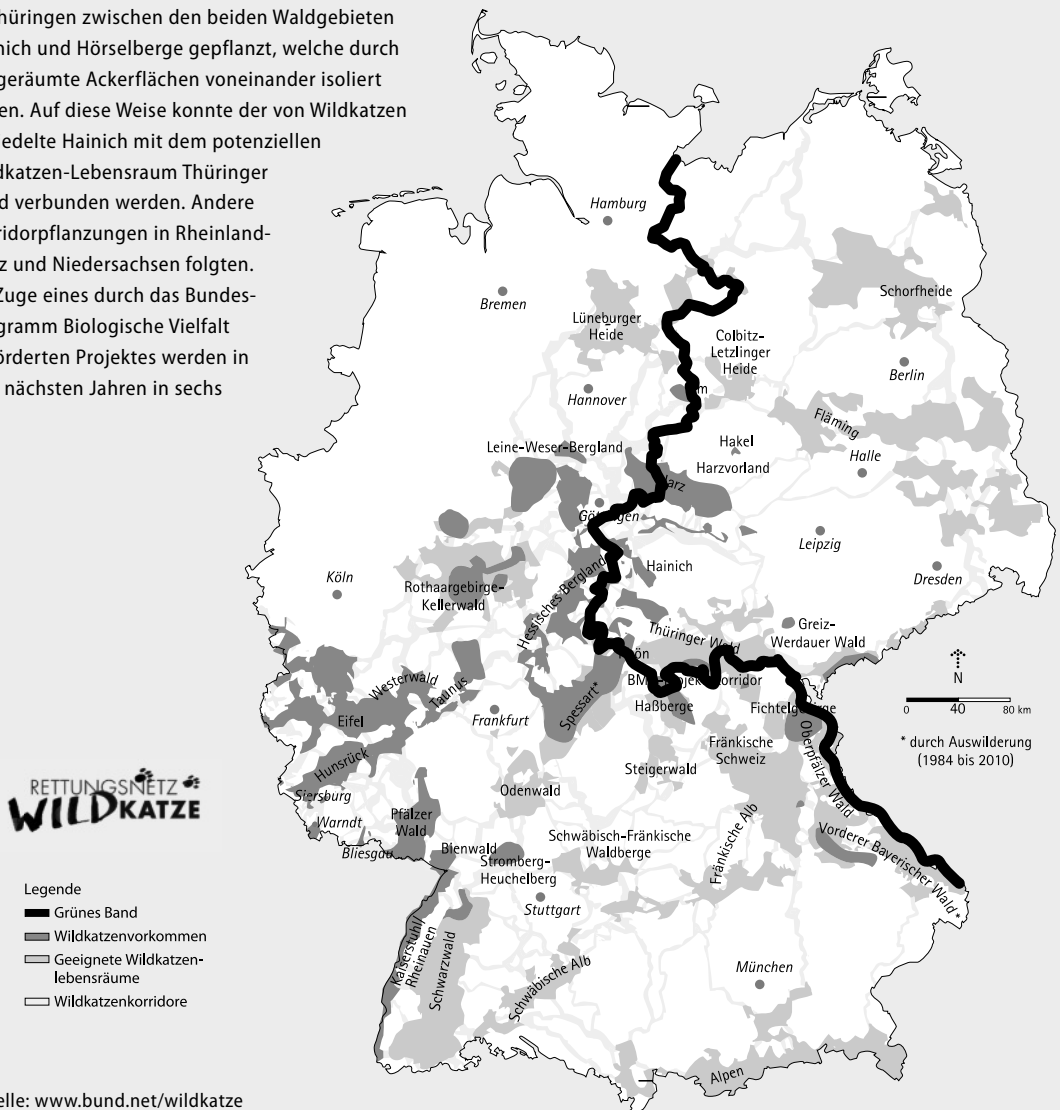 hüringen zwischen den beiden Waldgebieten
nich und Hörselberge gepflanzt, welche durch
geräumte Ackerflächen voneinander isoliert
en. Auf diese Weise konnte der von Wildkatzen
edelte Hainich mit dem potenziellen
dkatzen-Lebensraum Thüringer
d verbunden werden. Andere
ridorpflanzungen in Rheinland-
z und Niedersachsen folgten.
Zuge eines durch das Bundes-
gramm Biologische Vielfalt
örderten Projektes werden in
nächsten Jahren in sechs
Hamburg
Bremen
Schorfheide
Lüneburger
Heide
Colbitz-
Letzlinger
Heide
Berlin
Hannover
m
Fläming
Leine-Weser-Bergland
Hakel
Harzvorland
Halle
arz
Leipzig
Hainich
Dresden
Köln
Rothaargebirge-
Kellerwald
Hessisches Bergland
Thüringer Wald
Greiz-
Werdauer Wald
N
0 40 80 km
* durch Auswilderung
(1984 bis 2010)
Westerwald
Taunus
Eifel
Frankfurt
Spessart*
Haßberge
Fränkische
Schweiz
Oberpfälzer Wald
Hunsrück
Steigerwald
Siersburg
Odenwald
Warndt
Pfälzer
Wald
Bliesgau
Bienwald
Schwäbisch-Fränkische
Waldberge
Fränkische Alb
Vorderer Bayerischer Wald*
Stromberg-
Heuchelberg
Stuttgart
Kaiserstuhl/
Rheinauen
Schwarzwald
Schwäbische Alb
München
Alpen
RETTUNGSNETZ
WILDKATZE
Legende
Grünes Band
Wildkatzenvorkommen
Geeignete Wildkatzen-
lebensräume
Wildkatzenkorridore
elle: www.bund.net/wildkatze